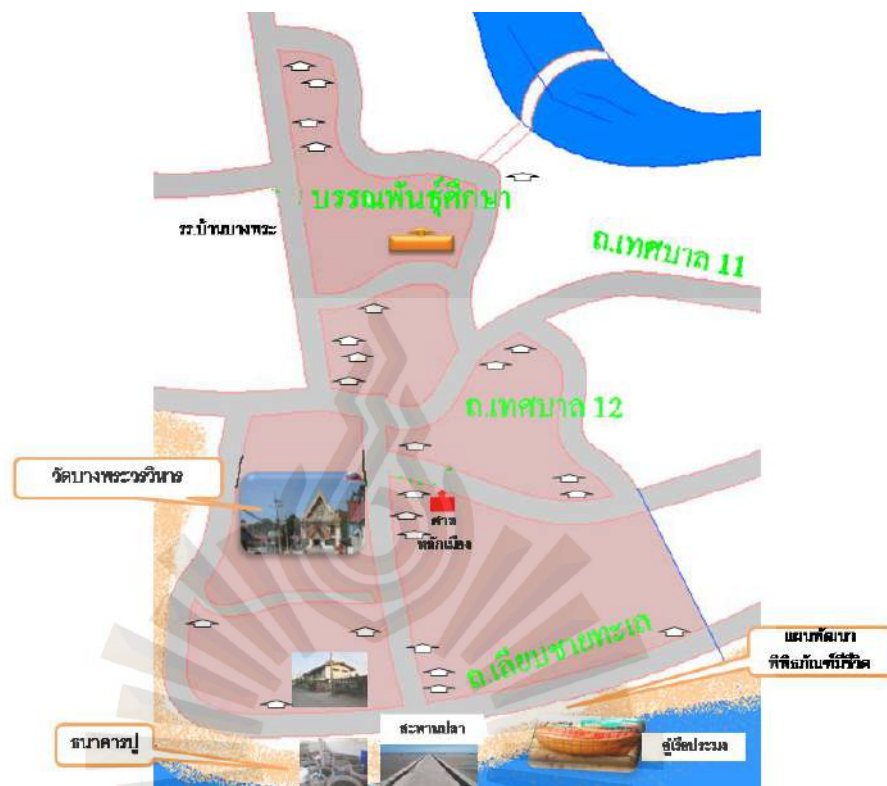 บรรณพันธุ์ศึกษา
รร.บ้านบางพระ
ถ.เทศบาล 11
ถ.เทศบาล 12
วัดบางพระวรวิหาร
ศาล
หลักเมือง
ถ.เลียบชายทะเล
แผนพัฒนา
พิพิธภัณฑ์มีชีวิต
สะพานปลา
ธนาคารปู
อู่เรือประมง